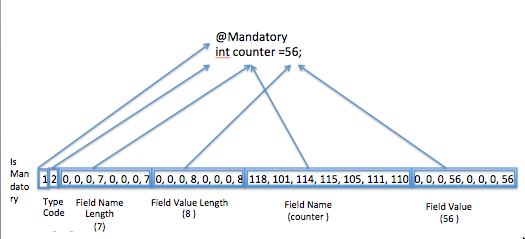 @Mandatory
int counter =56;
Is
Man
dato
ry
1 2 0, 0, 0, 7, 0, 0, 0, 7 0, 0, 0, 8, 0, 0, 0, 8 118, 101, 114, 115, 105, 111, 110 0, 0, 0, 56, 0, 0, 0, 56
Type
Code
Field Name
Length
(7)
Field Value Length
(8 )
Field Name
(counter )
Field Value
(56 )